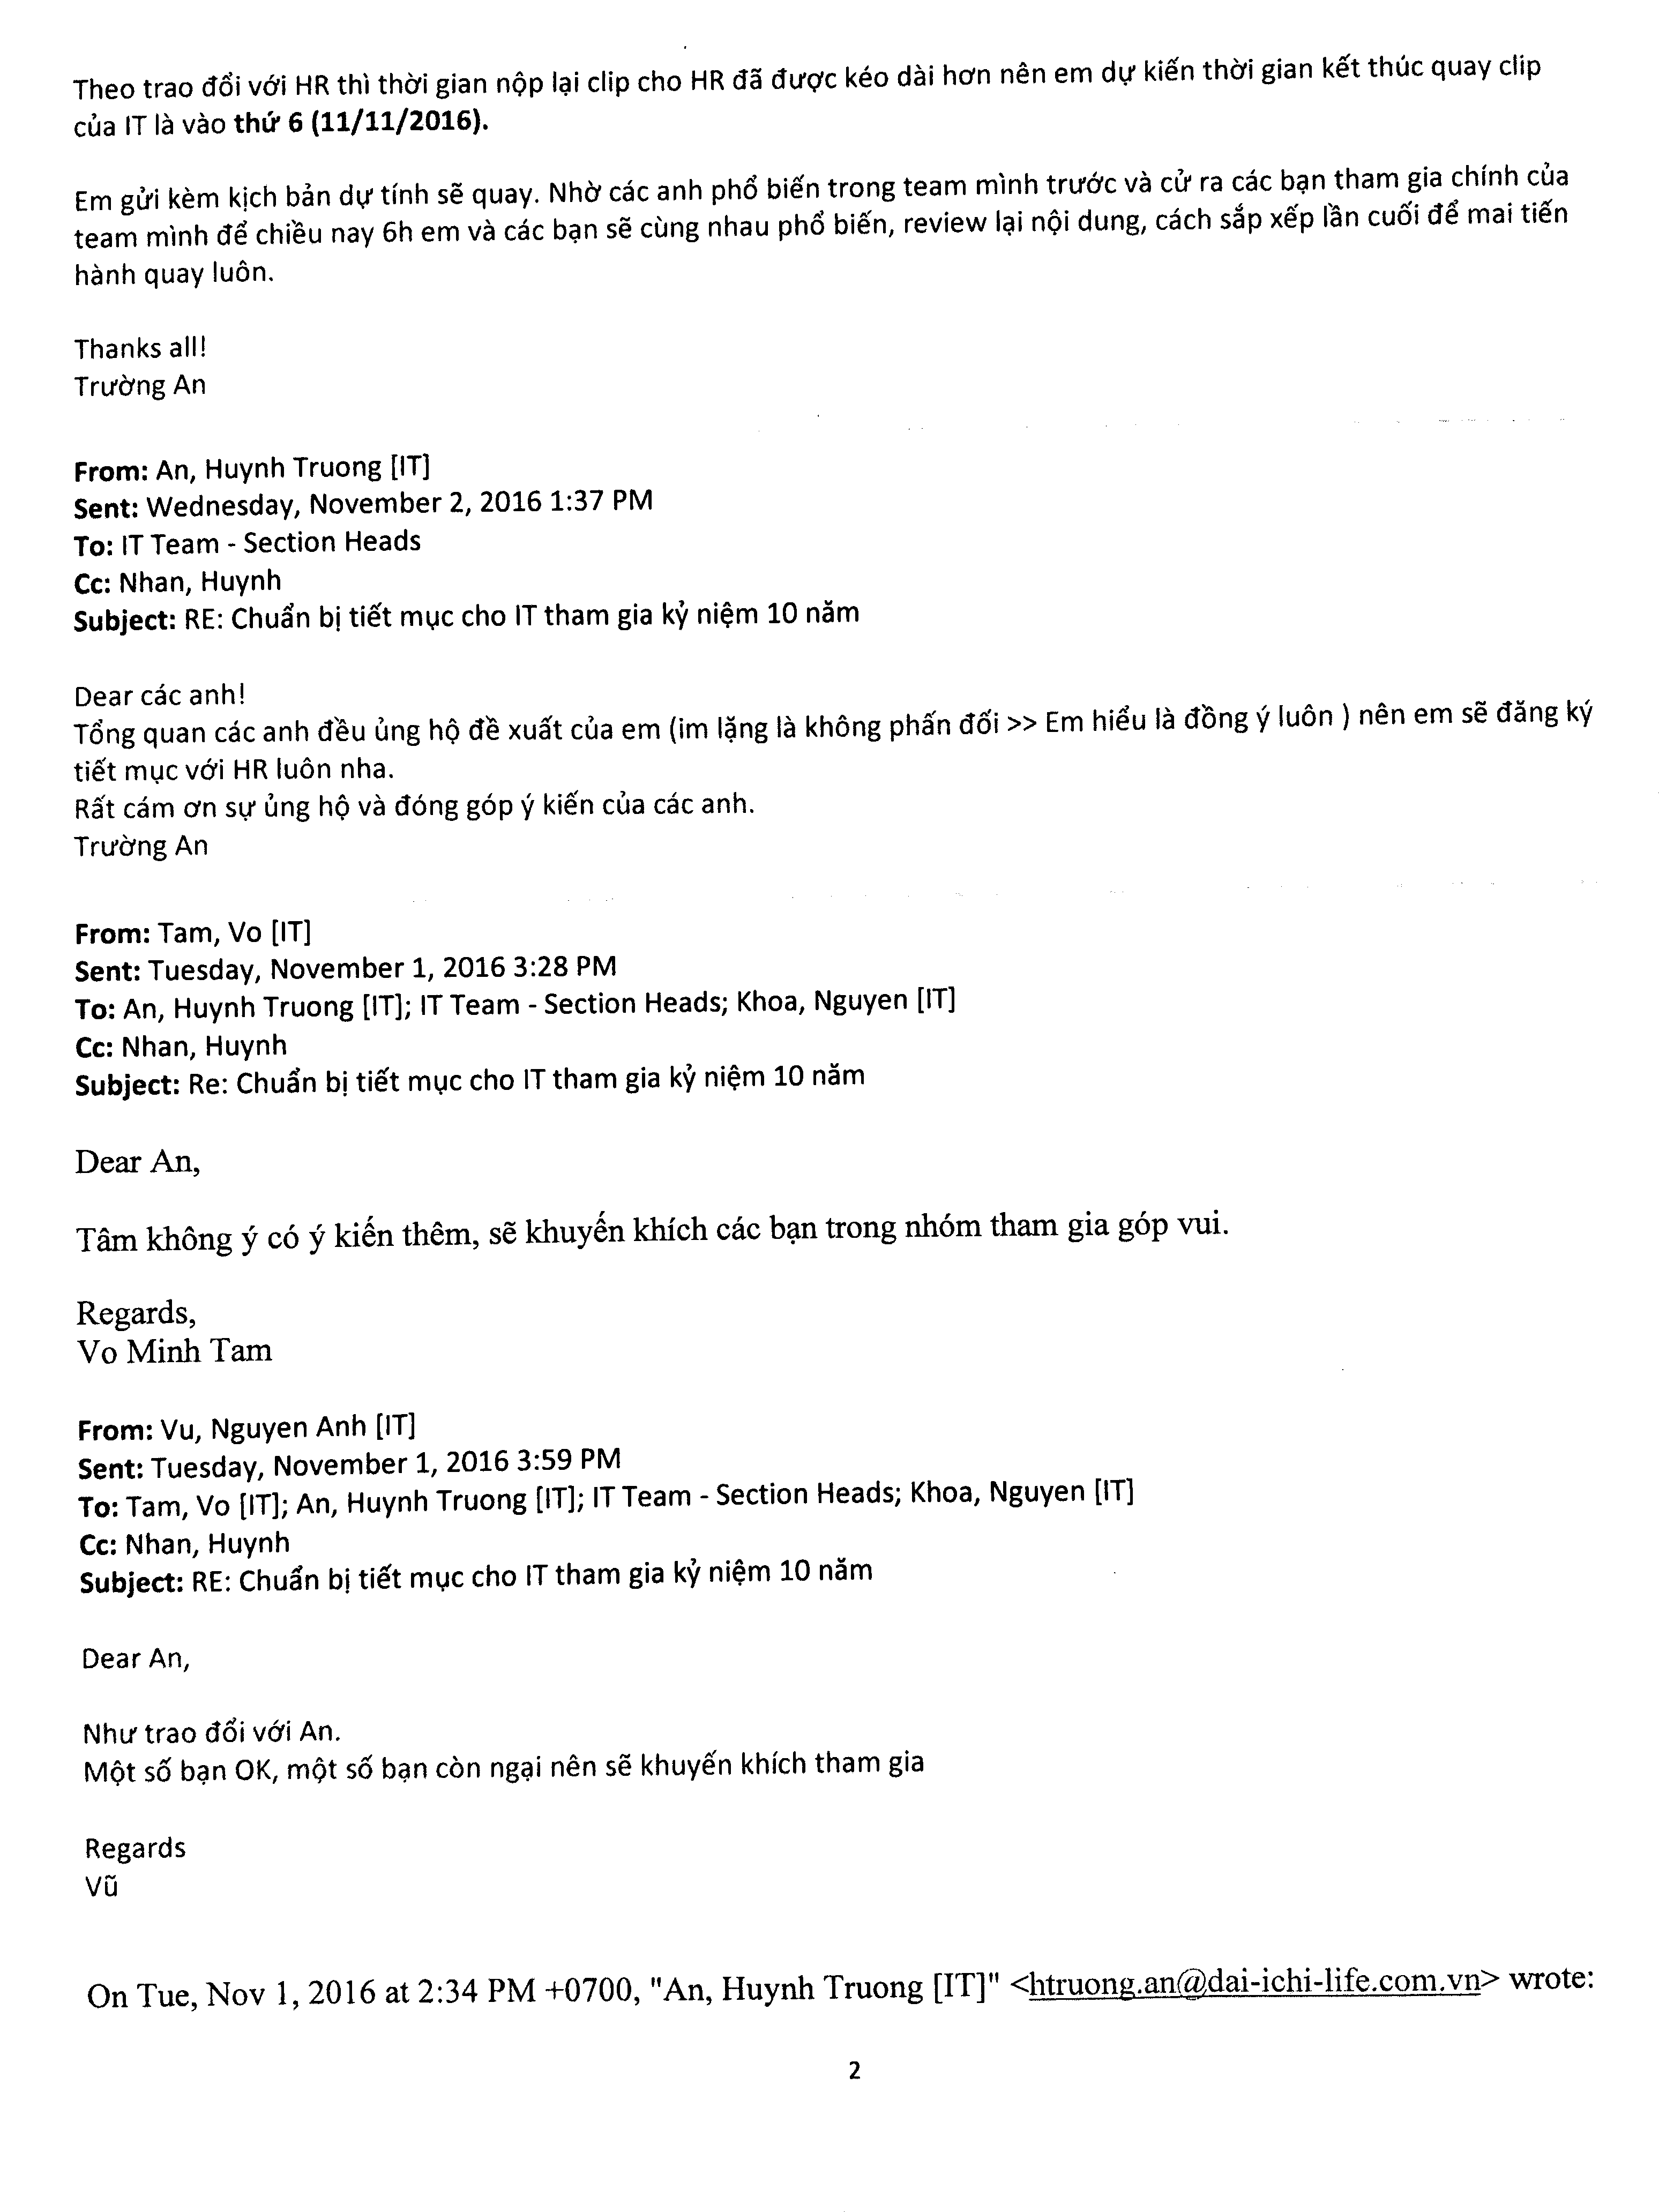 Theo trao đổi với HR thì thời gian nộp lại clip cho HR đã được kéo dài hơn nên em dự kiến thời gian kết thúc quay clip
của IT là vào thứ 6 (11/11/2016).
Em gửi kèm kịch bản dự tính sẽ quay. Nhờ các anh phổ biến trong team mình trước và cử ra các bạn tham gia chính của
team mình để chiều nay 6h em và các bạn sẽ cùng nhau phổ biến, review lại nội dung, cách sắp xếp lần cuối để mai tiến
hành quay luôn.
Thanks all!
Trường An
From: An, Huynh Truong [IT]
Sent: Wednesday, November 2, 2016 1:37 PM
To: IT Team - Section Heads
Cc: Nhan, Huynh
Subject: RE: Chuẩn bị tiết mục cho IT tham gia kỷ niệm 10 năm
Dear các anh!
Tổng quan các anh đều ủng hộ đề xuất của em (im lặng là không phấn đối >> Em hiểu là đồng ý luôn ) nên em sẽ đăng ký
tiết mục với HR luôn nha.
Rất cám ơn sự ủng hộ và đóng góp ý kiến của các anh.
Trường An
From: Tam, Vo [IT]
Sent: Tuesday, November 1, 2016 3:28 PM
To: An, Huynh Truong [IT]; IT Team - Section Heads; Khoa, Nguyen [IT]
Cc: Nhan, Huynh
Subject: Re: Chuẩn bị tiết mục cho IT tham gia kỷ niệm 10 năm
Dear An,
Tâm không ý có ý kiến thêm, sẽ khuyến khích các bạn trong nhóm tham gia góp vui.
Regards,
Vo Minh Tam
From: Vu, Nguyen Anh [IT]
Sent: Tuesday, November 1, 2016 3:59 PM
To: Tam, Vo [IT]; An, Huynh Truong [IT]; IT Team - Section Heads; Khoa, Nguyen [IT]
Cc: Nhan, Huynh
Subject: RE: Chuẩn bị tiết mục cho IT tham gia kỷ niệm 10 năm
Dear An,
Như trao đổi với An.
Một số bạn OK, một số bạn còn ngại nên sẽ khuyến khích tham gia
Regards
Vũ
On Tue, Nov 1, 2016 at 2:34 PM +0700, "An, Huynh Truong [IT]" <htruong.an@dai-ichi-life.com.vn> wrote:
2